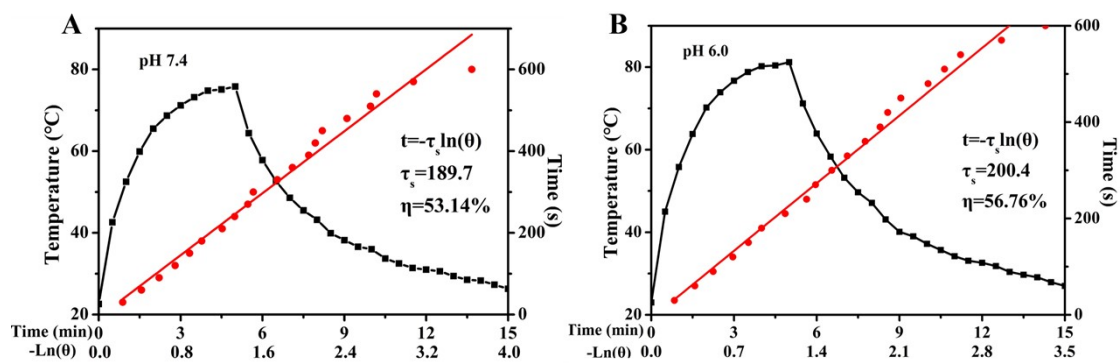 A
pH 7.4
Temperature (°C)
80
60
40
20
t=-τsln(θ)
τs=189.7
η=53.14%
600
400
200
0
Time (s)
Time (min)
0 3 6 9 12 15
-Ln(θ)
0.0 0.8 1.6 2.4 3.2 4.0
B
pH 6.0
Temperature (°C)
80
60
40
20
t=-τsln(θ)
τs=200.4
η=56.76%
600
400
200
0
Time (s)
Time (min)
0 3 6 9 12 15
-Ln(θ)
0.0 0.7 1.4 2.1 2.8 3.5